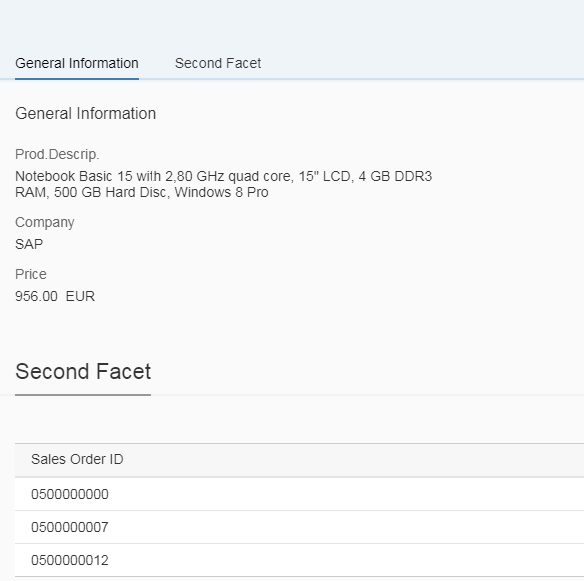 General Information Second Facet
General Information
Prod.Descrip.
Notebook Basic 15 with 2,80 GHz quad core, 15" LCD, 4 GB DDR3
RAM, 500 GB Hard Disc, Windows 8 Pro
Company
SAP
Price
956.00 EUR
Second Facet
Sales Order ID
0500000000
0500000007
0500000012